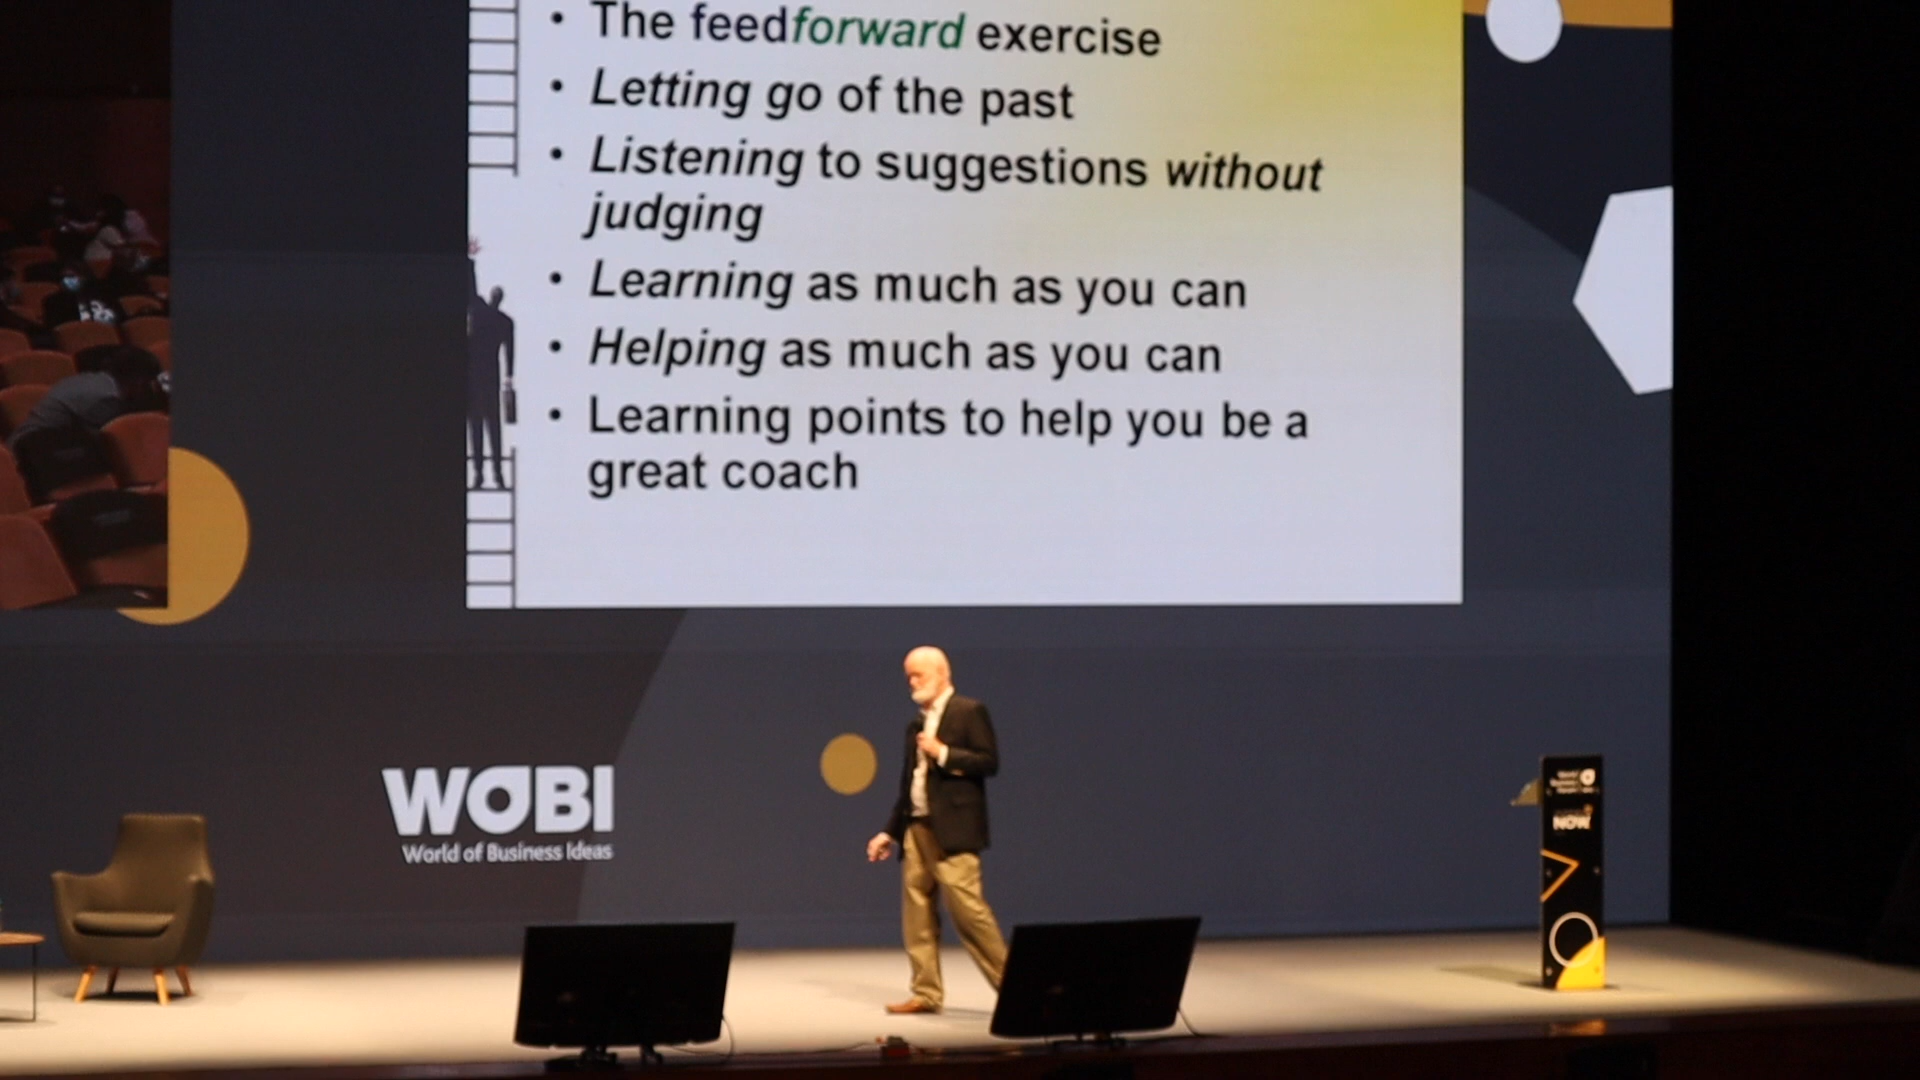 • The feedforward exercise
• Letting go of the past
• Listening to suggestions without
judging
• Learning as much as you can
• Helping as much as you can
• Learning points to help you be a
great coach
WOBI
World of Business Ideas
NOW